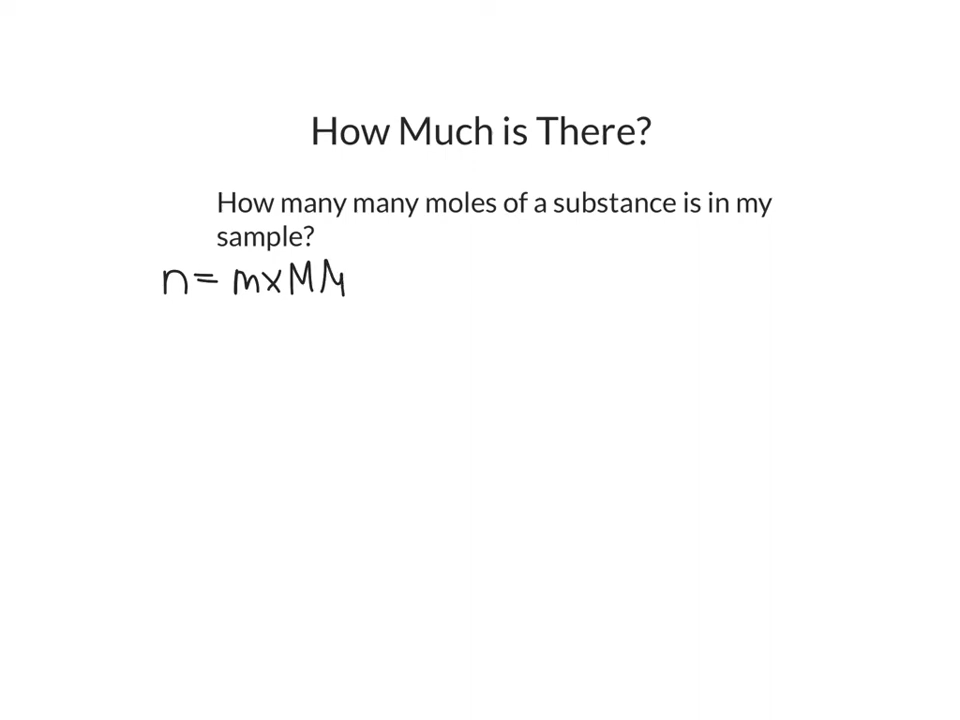 How Much is There?
How many many moles of a substance is in my
sample?
n = m x MM